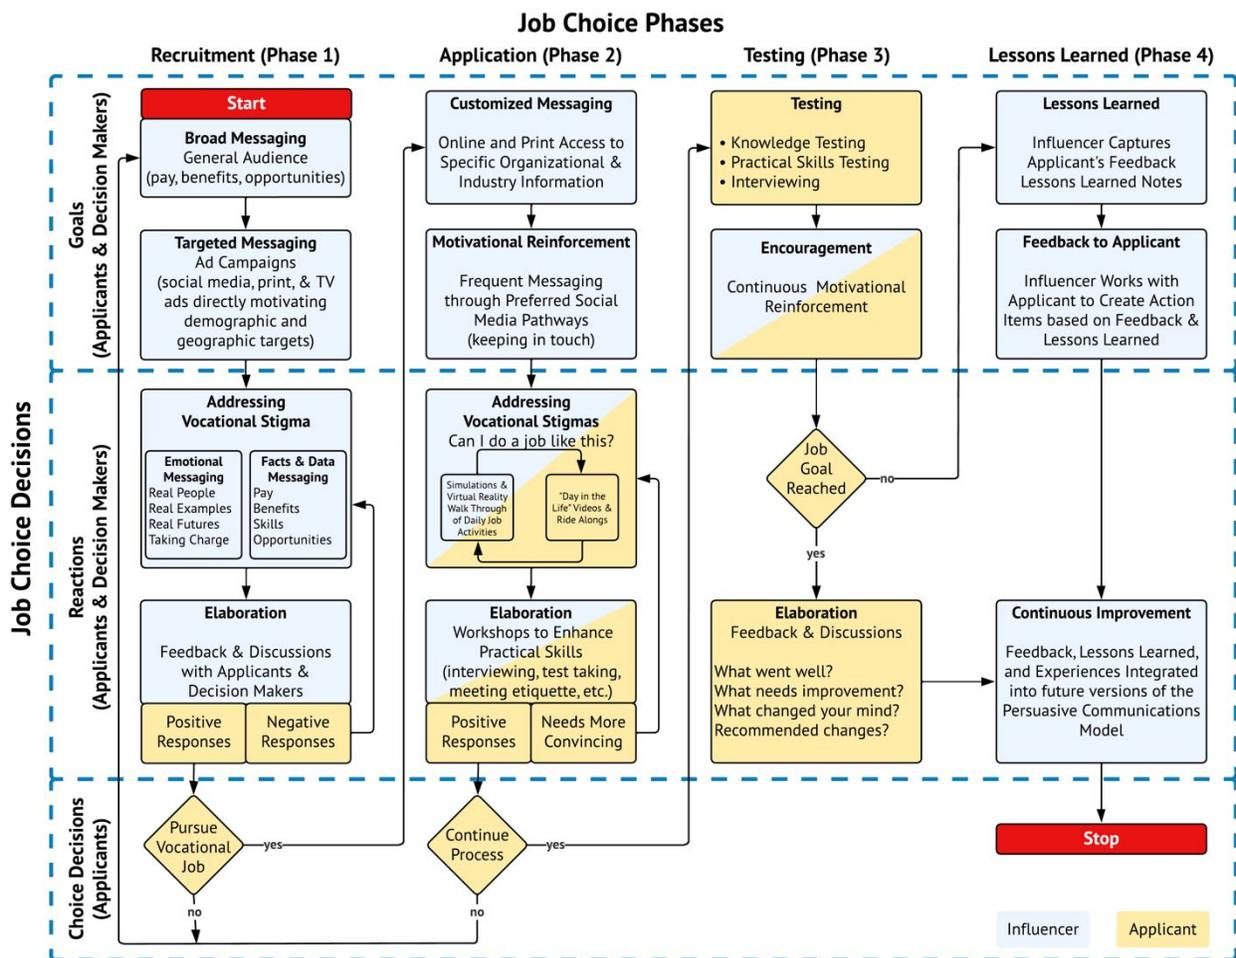 Job Choice Phases
Recruitment (Phase 1)
Application (Phase 2)
Testing (Phase 3)
Lessons Learned (Phase 4)
Job Choice Decisions
Goals
(Applicants & Decision Makers)
Reactions
(Applicants & Decision Makers)
Choice Decisions
(Applicants)
Start
Broad Messaging
General Audience
(pay, benefits, opportunities)
Targeted Messaging
Ad Campaigns
(social media, print, & TV
ads directly motivating
demographic and
geographic targets)
Addressing
Vocational Stigma
Emotional
Messaging
Real People
Real Examples
Real Futures
Taking Charge
Facts & Data
Messaging
Pay
Benefits
Skills
Opportunities
Elaboration
Feedback & Discussions
with Applicants &
Decision Makers
Positive
Responses
Negative
Responses
Pursue
Vocational
Job
yes
no
Customized Messaging
Online and Print Access to
Specific Organizational &
Industry Information
Motivational Reinforcement
Frequent Messaging
through Preferred Social
Media Pathways
(keeping in touch)
Addressing
Vocational Stigmas
Can I do a job like this?
Simulations &
Virtual Reality
Walk Through
of Daily Job
Activities
"Day in the
Life" Videos &
Ride Alongs
Elaboration
Workshops to Enhance
Practical Skills
(interviewing, test taking,
meeting etiquette, etc.)
Positive
Responses
Needs More
Convincing
Continue
Process
yes
no
Testing
• Knowledge Testing
• Practical Skills Testing
• Interviewing
Encouragement
Continuous Motivational
Reinforcement
Job
Goal
Reached
no
yes
Elaboration
Feedback & Discussions
What went well?
What needs improvement?
What changed your mind?
Recommended changes?
Lessons Learned
Influencer Captures
Applicant's Feedback
Lessons Learned Notes
Feedback to Applicant
Influencer Works with
Applicant to Create Action
Items based on Feedback &
Lessons Learned
Continuous Improvement
Feedback, Lessons Learned,
and Experiences Integrated
into future versions of the
Persuasive Communications
Model
Stop
Influencer
Applicant